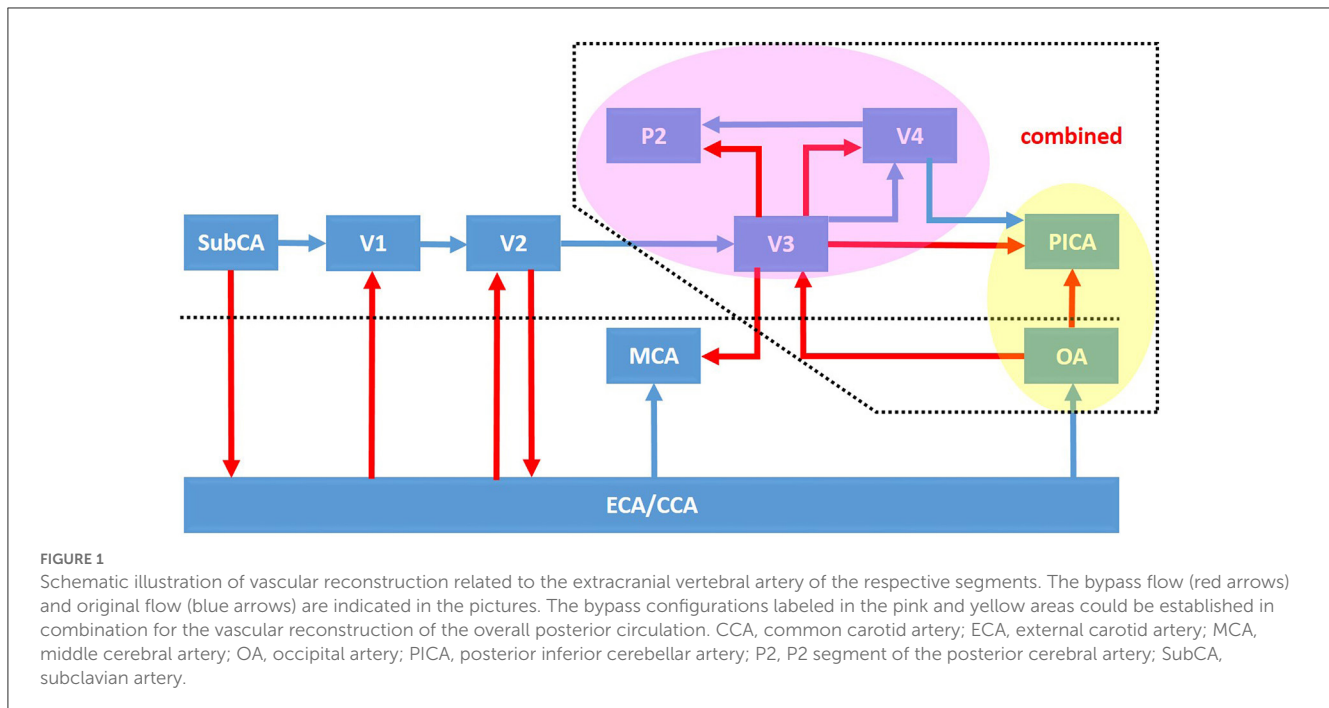 P2
V4
combined
SubCA
V1
V2
V3
PICA
MCA
OA
ECA/CCA
FIGURE 1
Schematic illustration of vascular reconstruction related to the extracranial vertebral artery of the respective segments. The bypass flow (red arrows)
and original flow (blue arrows) are indicated in the pictures. The bypass configurations labeled in the pink and yellow areas could be established in
combination for the vascular reconstruction of the overall posterior circulation. CCA, common carotid artery; ECA, external carotid artery; MCA,
middle cerebral artery; OA, occipital artery; PICA, posterior inferior cerebellar artery; P2, P2 segment of the posterior cerebral artery; SubCA,
subclavian artery.